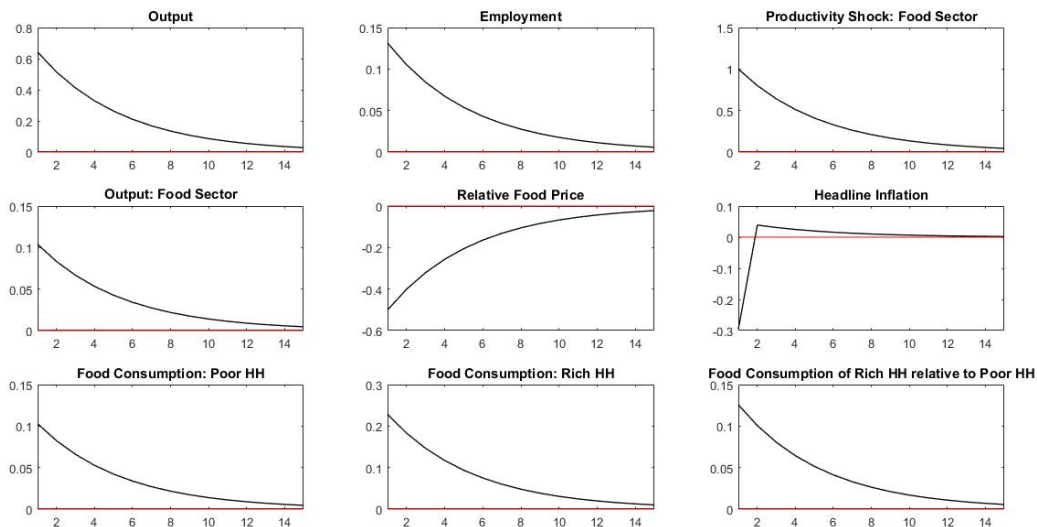 Output
0.8
0.6
0.4
0.2
0
2 4 6 8 10 12 14
Employment
0.15
0.1
0.05
0
2 4 6 8 10 12 14
Productivity Shock: Food Sector
1.5
1
0.5
0
2 4 6 8 10 12 14
Output: Food Sector
0.15
0.1
0.05
0
2 4 6 8 10 12 14
Relative Food Price
0
-0.2
-0.4
-0.6
2 4 6 8 10 12 14
Headline Inflation
0.1
0
-0.1
-0.2
-0.3
2 4 6 8 10 12 14
Food Consumption: Poor HH
0.15
0.1
0.05
0
2 4 6 8 10 12 14
Food Consumption: Rich HH
0.3
0.2
0.1
0
2 4 6 8 10 12 14
Food Consumption of Rich HH relative to Poor HH
0.15
0.1
0.05
0
2 4 6 8 10 12 14